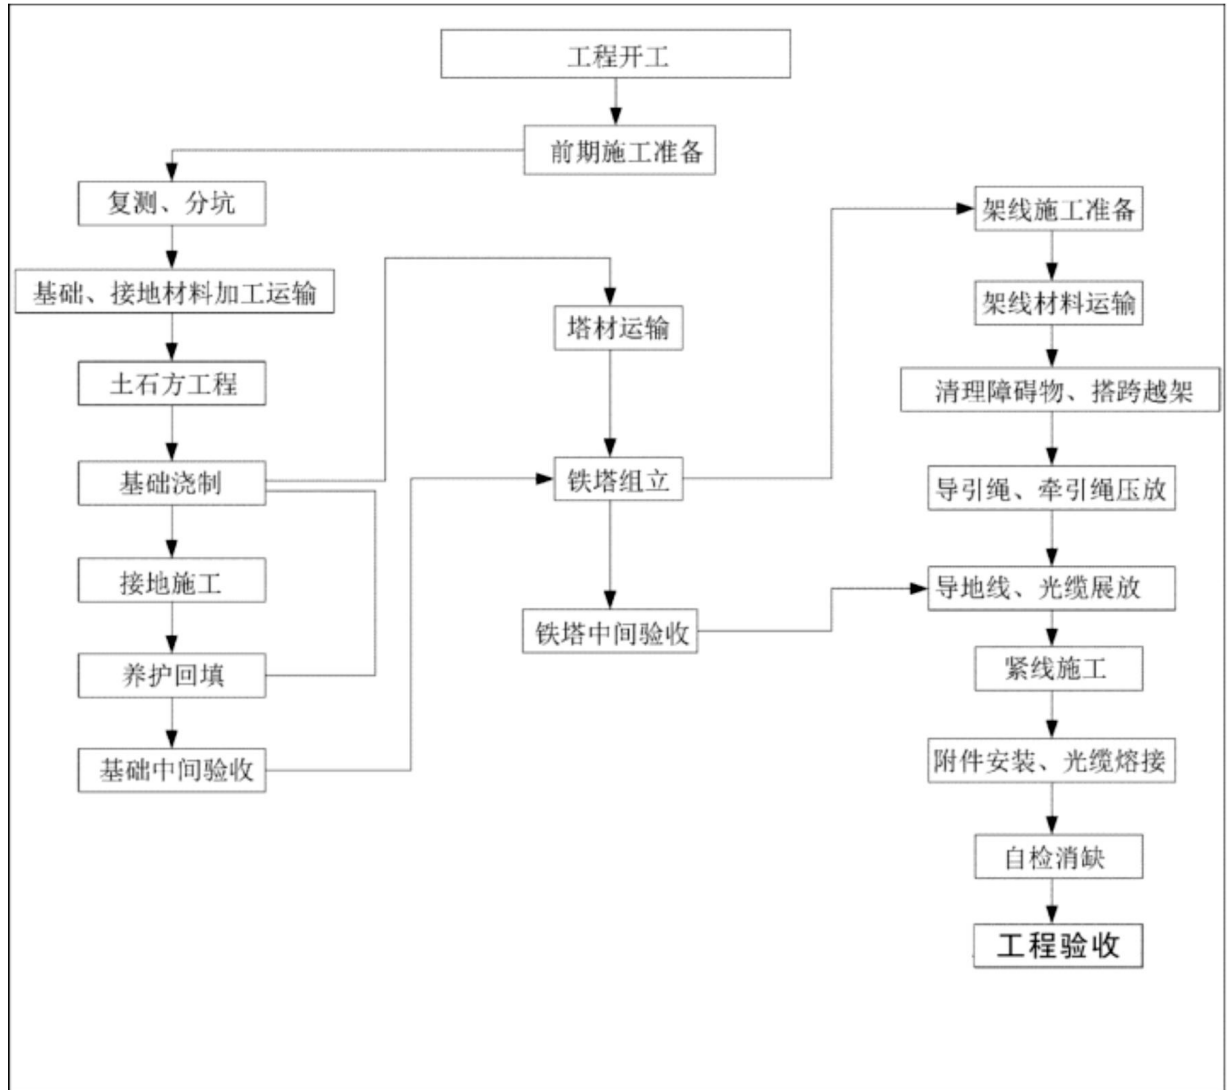 工程开工
前期施工准备
复测、分坑
基础、接地材料加工运输
土石方工程
基础浇制
接地施工
养护回填
基础中间验收
塔材运输
铁塔组立
铁塔中间验收
架线施工准备
架线材料运输
清理障碍物、搭跨越架
导引绳、牵引绳压放
导地线、光缆展放
紧线施工
附件安装、光缆熔接
自检消缺
工程验收